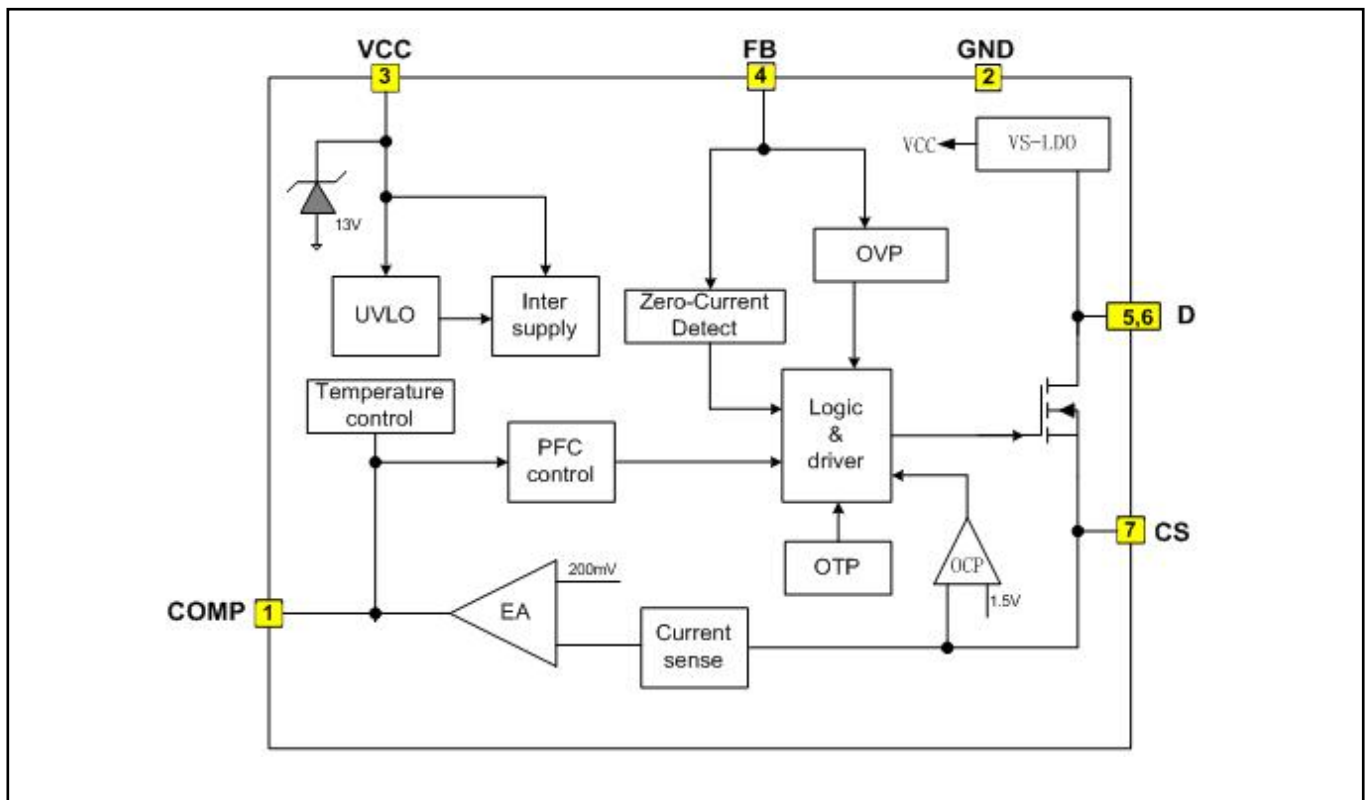 VCC
3
FB
4
GND
2
VCC
VS-LDO
13V
OVP
UVLO
Inter
supply
Zero-Current
Detect
5,6
D
Temperature
control
PFC
control
Logic
&
driver
7
CS
OTP
OCP
1.5V
200mV
COMP
1
EA
Current
sense